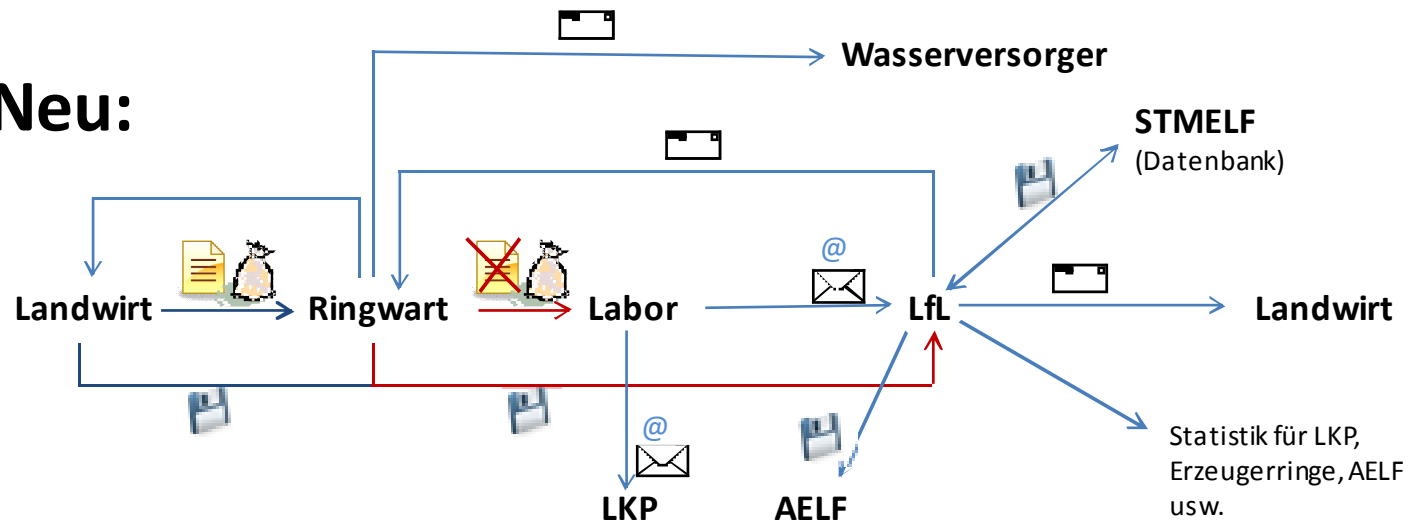 Wasserversorger
Neu:
STMELF
(Datenbank)
@
Landwirt
Ringwart
Labor
LfL
Landwirt
@
Statistik für LKP,
Erzeugerringe, AELF
usw.
LKP
AELF